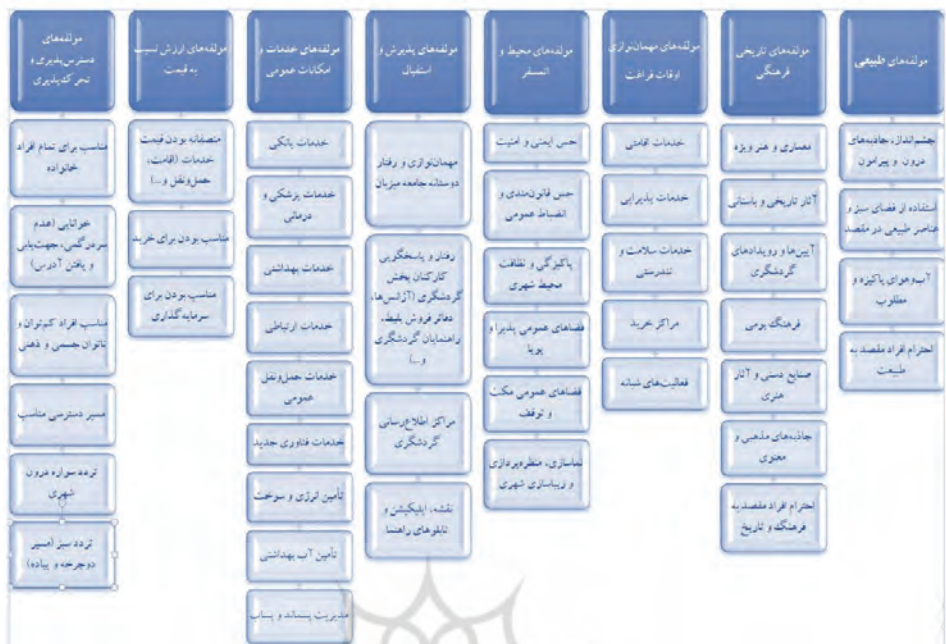 مولفه‌های طبیعی
چشم‌انداز، جاذبه‌های
درون و پیرامون
استفاده از فضای سبز و
عناصر طبیعی در مقصد
آب‌وهوای پاکیزه و
مطلوب
احترام افراد مقصد به
طبیعت
مولفه‌های تاریخی
فرهنگی
معماری و هنر ویژه
آثار تاریخی و باستانی
آیین‌ها و رویدادهای
گردشگری
فرهنگ بومی
صنایع دستی و آثار
هنری
جاذبه‌های مذهبی و
معنوی
احترام افراد مقصد به
فرهنگ و تاریخ
مولفه‌های مهمان‌نوازی
اوقات فراغت
خدمات اقامتی
خدمات پذیرایی
خدمات سلامت و
تندرستی
مراکز خرید
فعالیت‌های شبانه
مولفه‌های محیط و
اتمسفر
حس ایمنی و امنیت
حس قانون‌مندی و
انضباط عمومی
پاکیزگی و نظافت
محیط شهری
فضاهای عمومی پذیرا و
پویا
فضاهای عمومی مکث
و توقف
نماسازی، منظره‌پردازی
و زیباسازی شهری
مولفه‌های پذیرش و
استقبال
مهمان‌نوازی و رفتار
دوستانه جامعه میزبان
رفتار و پاسخگویی
کارکنان بخش
گردشگری (آژانس‌ها،
دفاتر فروش بلیط،
راهنمایان گردشگری
و...)
مراکز اطلاع‌رسانی
گردشگری
نقشه، اپلیکیشن و
تابلوهای راهنما
مولفه‌های خدمات و
امکانات عمومی
خدمات بانکی
خدمات پزشکی و
درمانی
خدمات بهداشتی
خدمات ارتباطی
خدمات حمل‌ونقل
عمومی
خدمات فناوری جدید
تأمین انرژی و سوخت
تأمین آب بهداشتی
مدیریت پسماند و پساب
مولفه‌های ارزش نسبت
به قیمت
منصفانه بودن قیمت
خدمات (اقامت،
حمل‌ونقل و...)
مناسب بودن برای خرید
مناسب بودن برای
سرمایه‌گذاری
مولفه‌های
دسترس‌پذیری و
تحرک‌پذیری
مناسب برای تمام افراد
خانواده
خوانایی (عدم
سردرگمی، جهت‌یابی
و یافتن آدرس)
مناسب افراد کم‌توان و
ناتوان جسمی و ذهنی
مسیر دسترسی مناسب
تردد سواره درون
شهری
تردد سبز (مسیر
دوچرخه و پیاده)